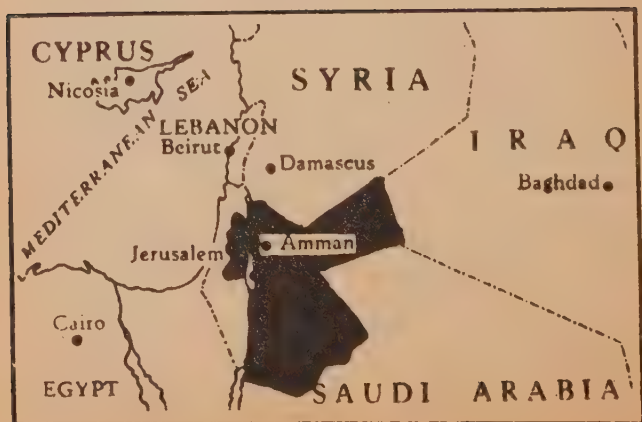 CYPRUS
Nicosia
MEDITERRANEAN SEA
SYRIA
LEBANON
Beirut
Damascus
IRAQ
Baghdad
Jerusalem
Amman
Cairo
EGYPT
SAUDI ARABIA